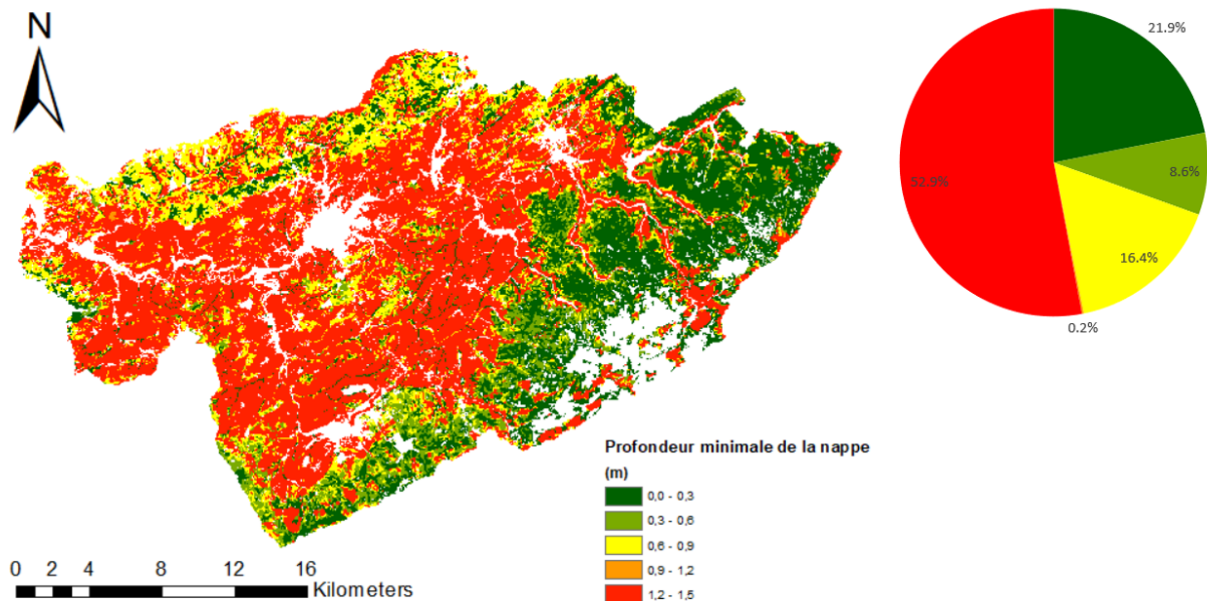 N
21.9%
8.6%
52.9%
16.4%
0.2%
Profondeur minimale de la nappe
(m)
0,0 - 0,3
0,3 - 0,6
0,6 - 0,9
0,9 - 1,2
1,2 - 1,5
0 2 4 8 12 16
Kilometers